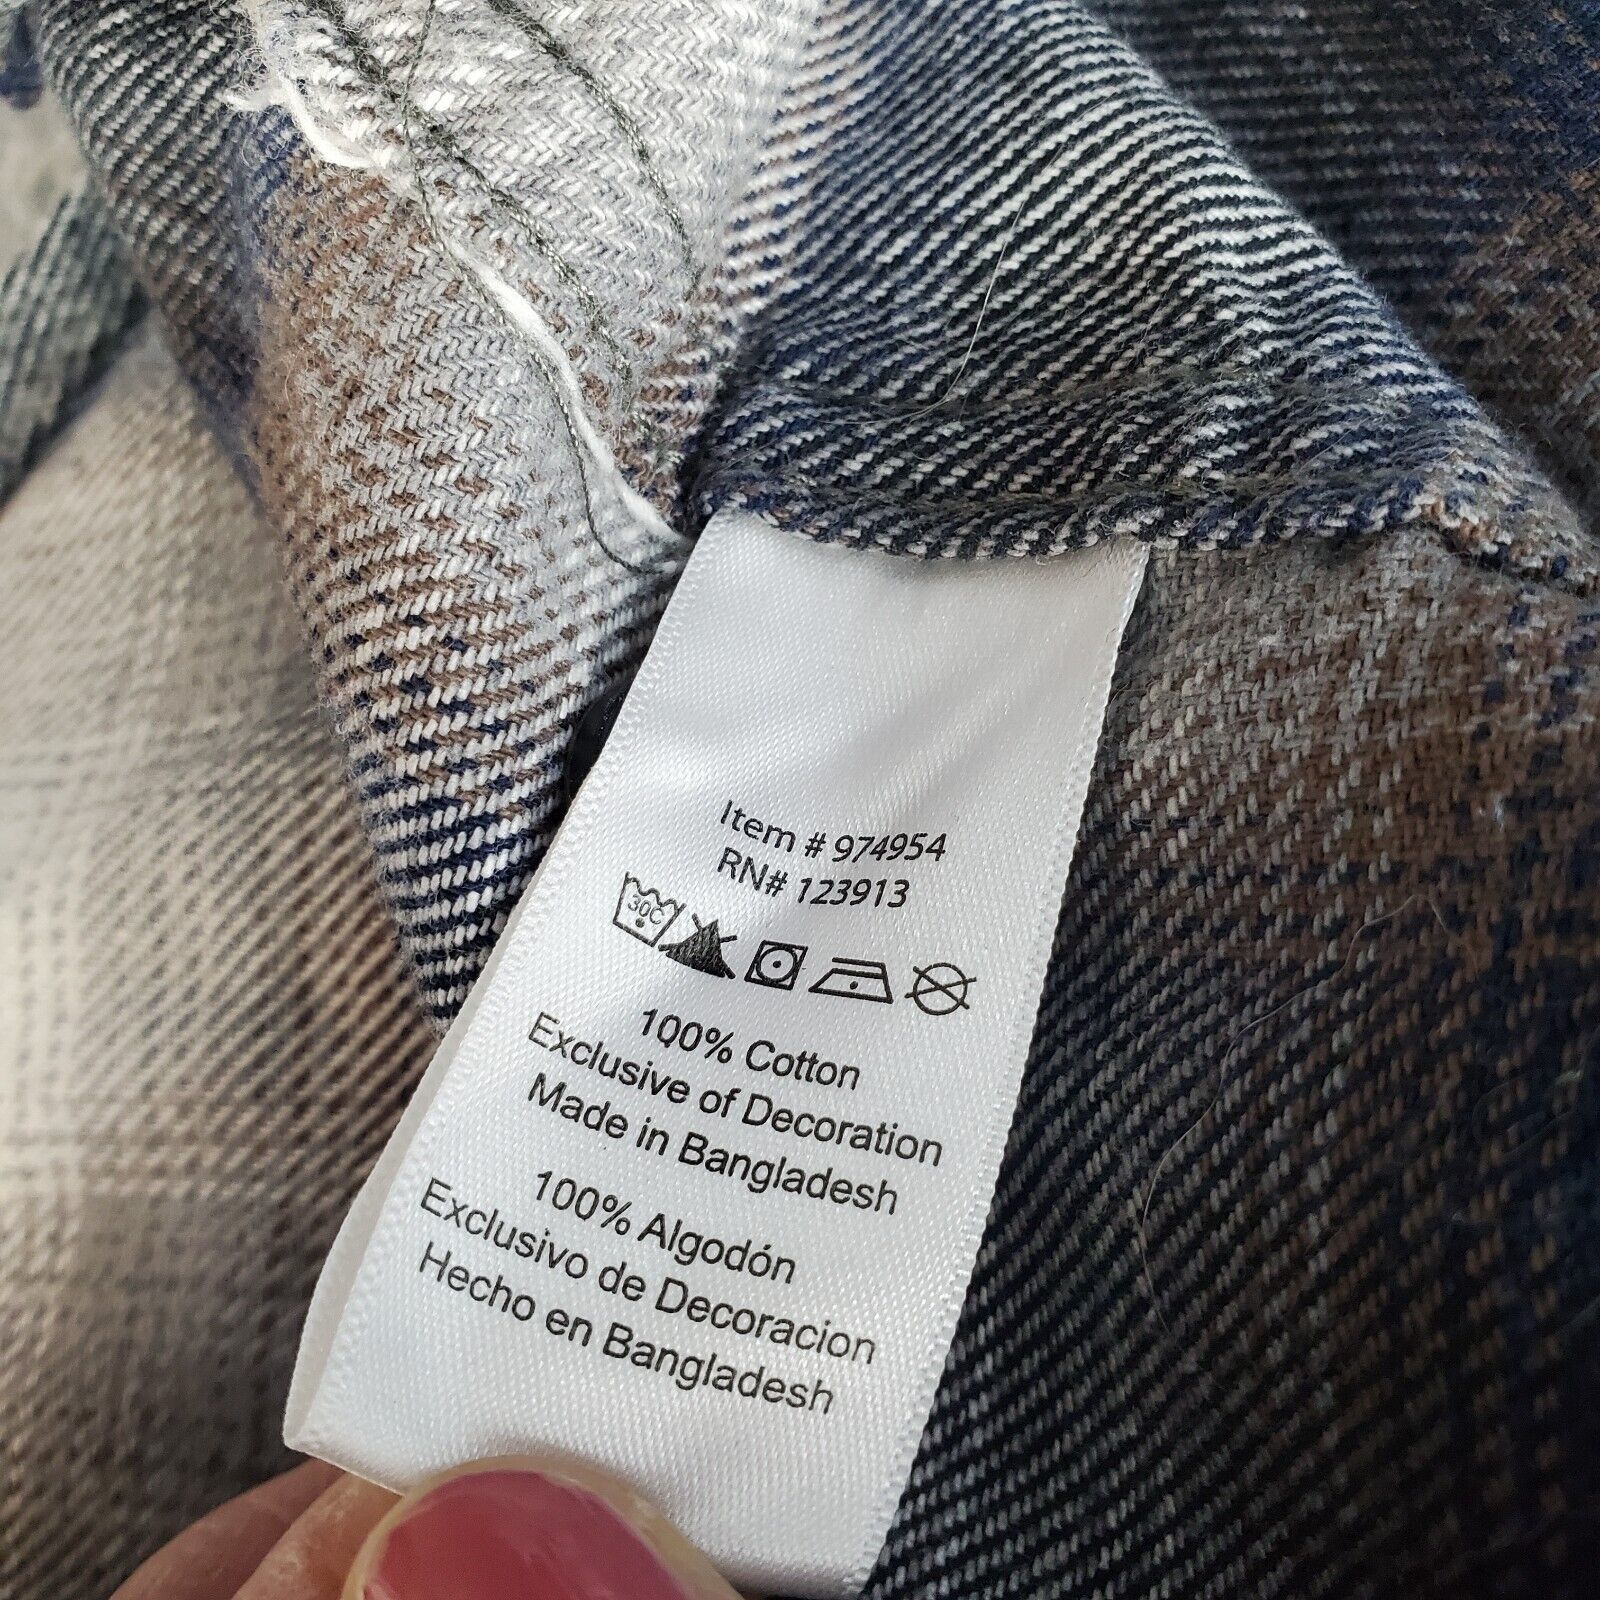 Item # 974954
RN# 123913
30C
100% Cotton
Exclusive of Decoration
Made in Bangladesh
100% Algodón
Exclusivo de Decoracion
Hecho en Bangladesh